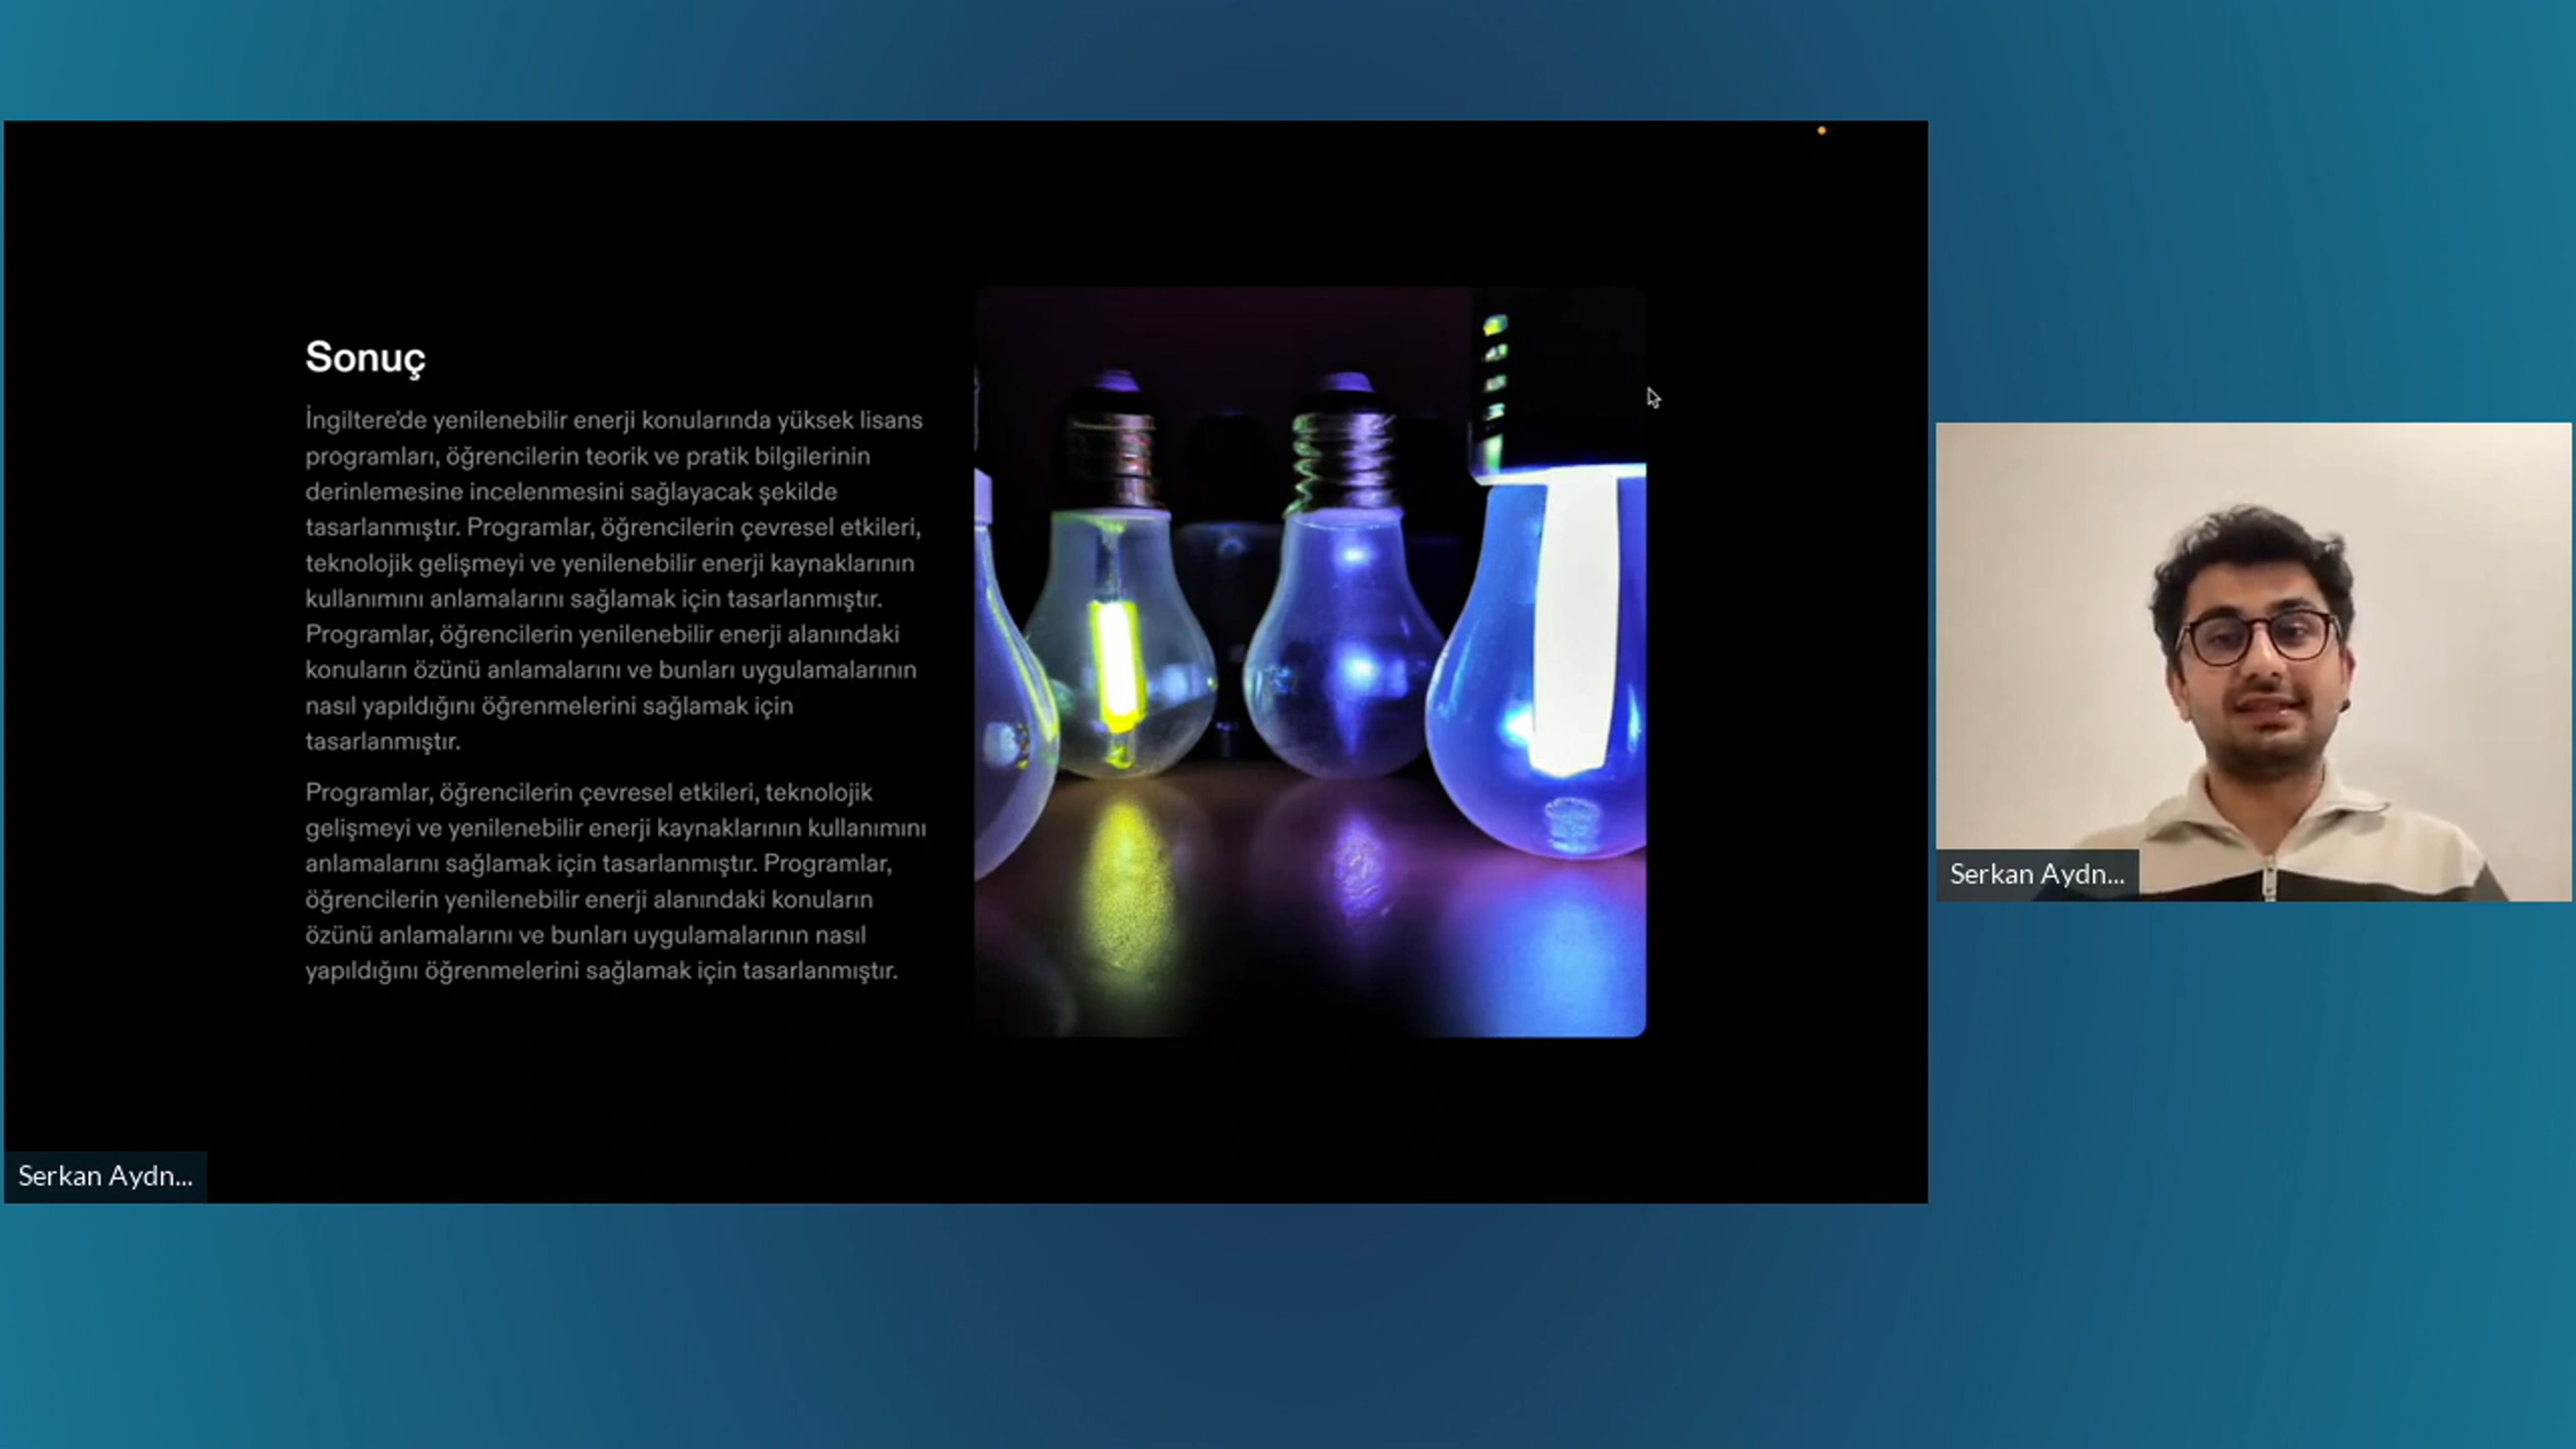 Sonuç
İngiltere'de yenilenebilir enerji konularında yüksek lisans
programları, öğrencilerin teorik ve pratik bilgilerinin
derinlemesine incelenmesini sağlayacak şekilde
tasarlanmıştır. Programlar, öğrencilerin çevresel etkileri,
teknolojik gelişmeyi ve yenilenebilir enerji kaynaklarının
kullanımını anlamalarını sağlamak için tasarlanmıştır.
Programlar, öğrencilerin yenilenebilir enerji alanındaki
konuların özünü anlamalarını ve bunları uygulamalarının
nasıl yapıldığını öğrenmelerini sağlamak için
tasarlanmıştır.
Programlar, öğrencilerin çevresel etkileri, teknolojik
gelişmeyi ve yenilenebilir enerji kaynaklarının kullanımını
anlamalarını sağlamak için tasarlanmıştır. Programlar,
öğrencilerin yenilenebilir enerji alanındaki konuların
özünü anlamalarını ve bunları uygulamalarının nasıl
yapıldığını öğrenmelerini sağlamak için tasarlanmıştır.
Serkan Aydn...
Serkan Aydn...